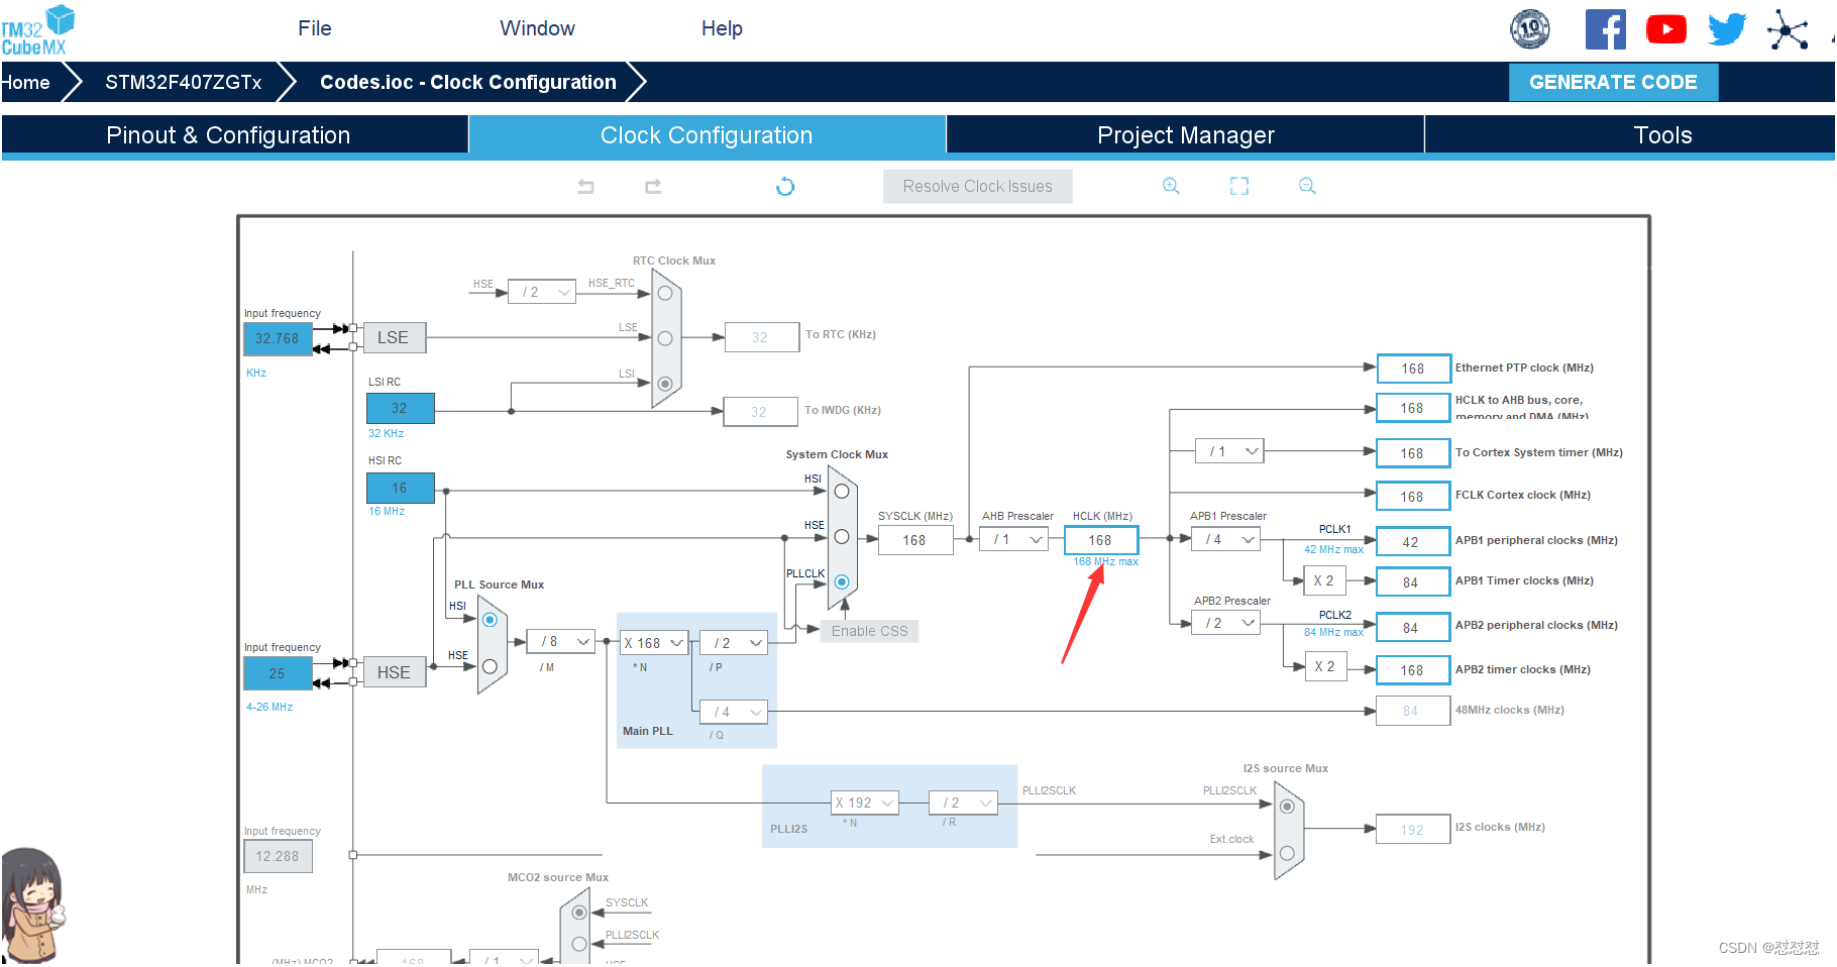 TM32
CubeMX
File
Window
Help
10
Home
STM32F407ZGTx
Codes.ioc - Clock Configuration
GENERATE CODE
Pinout & Configuration
Clock Configuration
Project Manager
Tools
Resolve Clock Issues
RTC Clock Mux
HSE
/ 2
HSE_RTC
Input frequency
32.768
KHz
LSE
LSE
32
To RTC (KHz)
LSI
LSI RC
32
32 KHz
32
To IWDG (KHz)
168
Ethernet PTP clock (MHz)
168
HCLK to AHB bus, core,
memory and DMA (MHz)
/ 1
168
To Cortex System timer (MHz)
168
FCLK Cortex clock (MHz)
HSI RC
16
16 MHz
System Clock Mux
HSI
HSE
PLLCLK
SYSCLK (MHz)
168
AHB Prescaler
/ 1
HCLK (MHz)
168
168 MHz max
APB1 Prescaler
/ 4
PCLK1
42 MHz max
42
APB1 peripheral clocks (MHz)
X 2
84
APB1 Timer clocks (MHz)
APB2 Prescaler
/ 2
PCLK2
84 MHz max
84
APB2 peripheral clocks (MHz)
X 2
168
APB2 timer clocks (MHz)
84
48MHz clocks (MHz)
Enable CSS
PLL Source Mux
HSI
HSE
Input frequency
25
4-26 MHz
HSE
/ 8
/ M
X 168
* N
/ 2
/ P
/ 4
/ Q
Main PLL
X 192
* N
/ 2
/ R
PLLI2S
PLLI2SCLK
I2S source Mux
PLLI2SCLK
Ext.clock
192
I2S clocks (MHz)
Input frequency
12.288
MHz
MCO2 source Mux
SYSCLK
PLLI2SCLK
HSE
(MHz) MCO2
168
/ 1
CSDN @怼怼怼